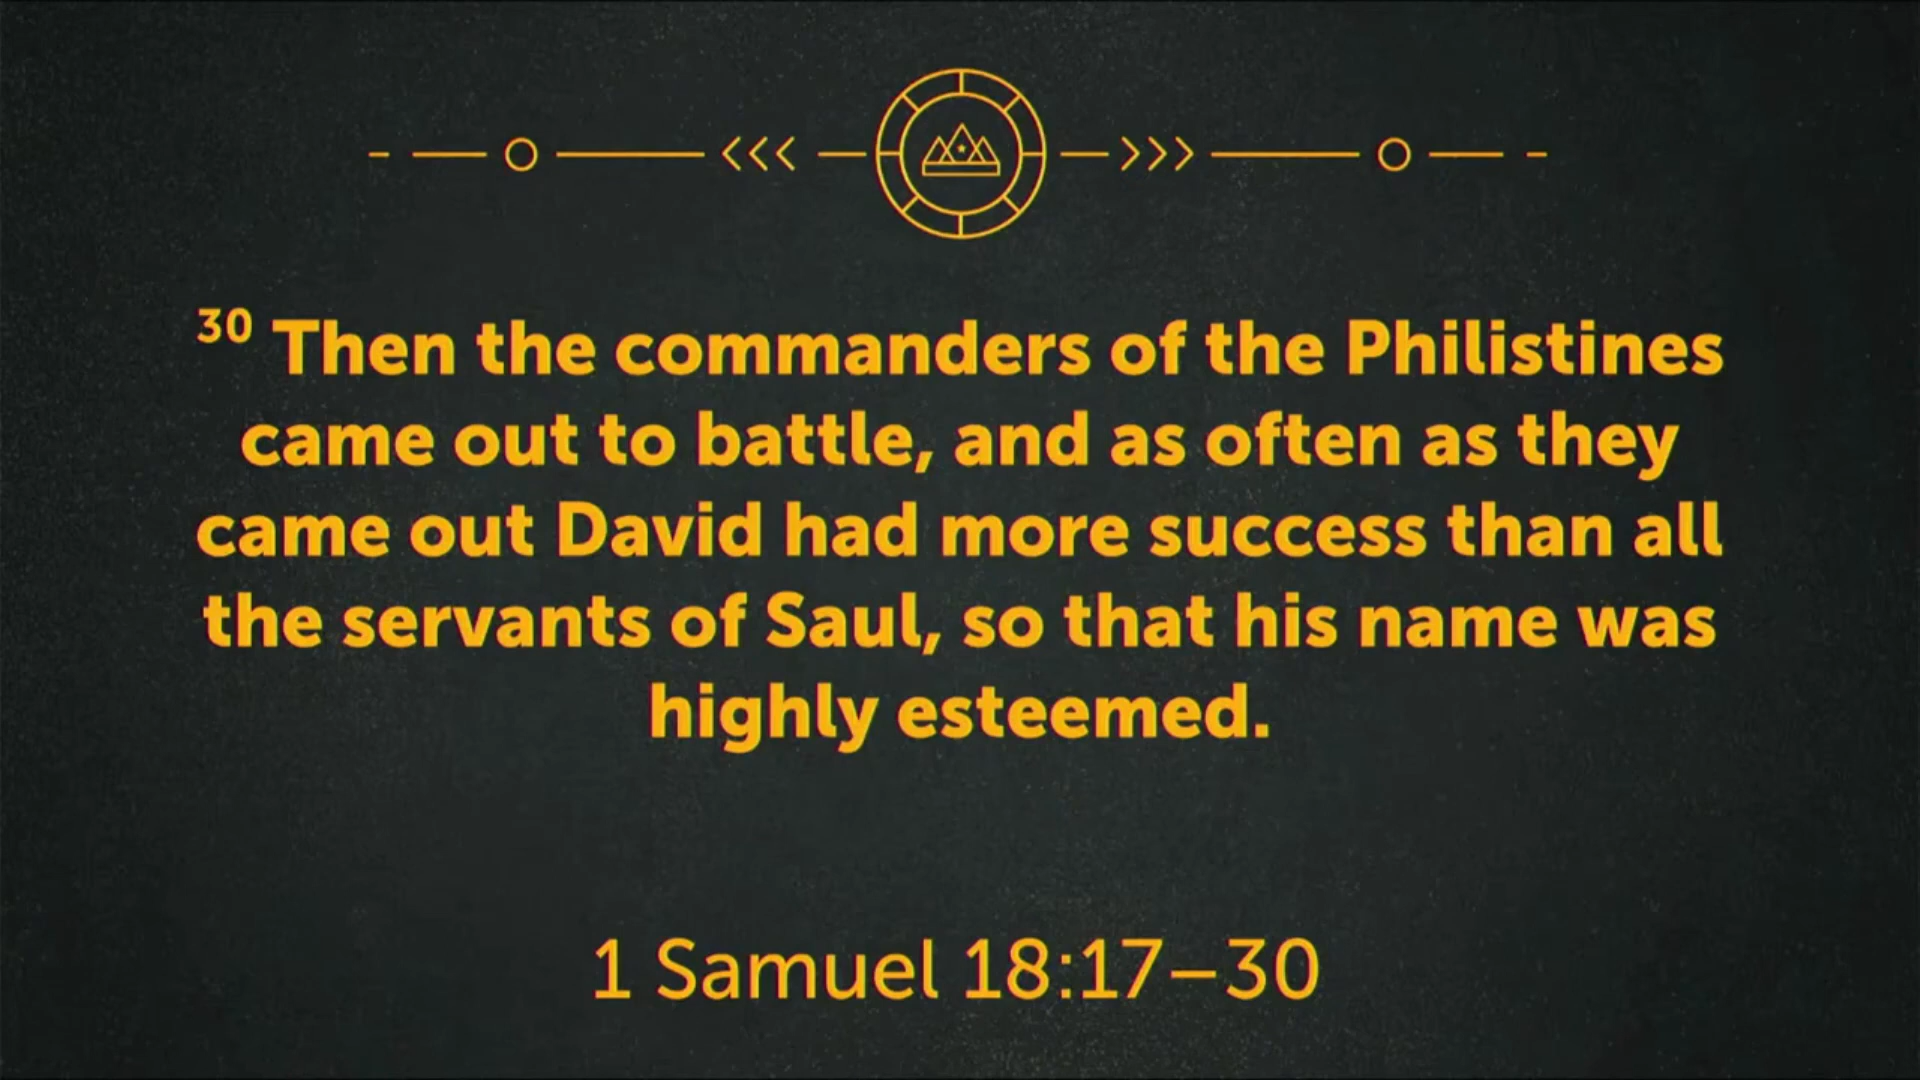 30 Then the commanders of the Philistines
came out to battle, and as often as they
came out David had more success than all
the servants of Saul, so that his name was
highly esteemed.
1 Samuel 18:17–30